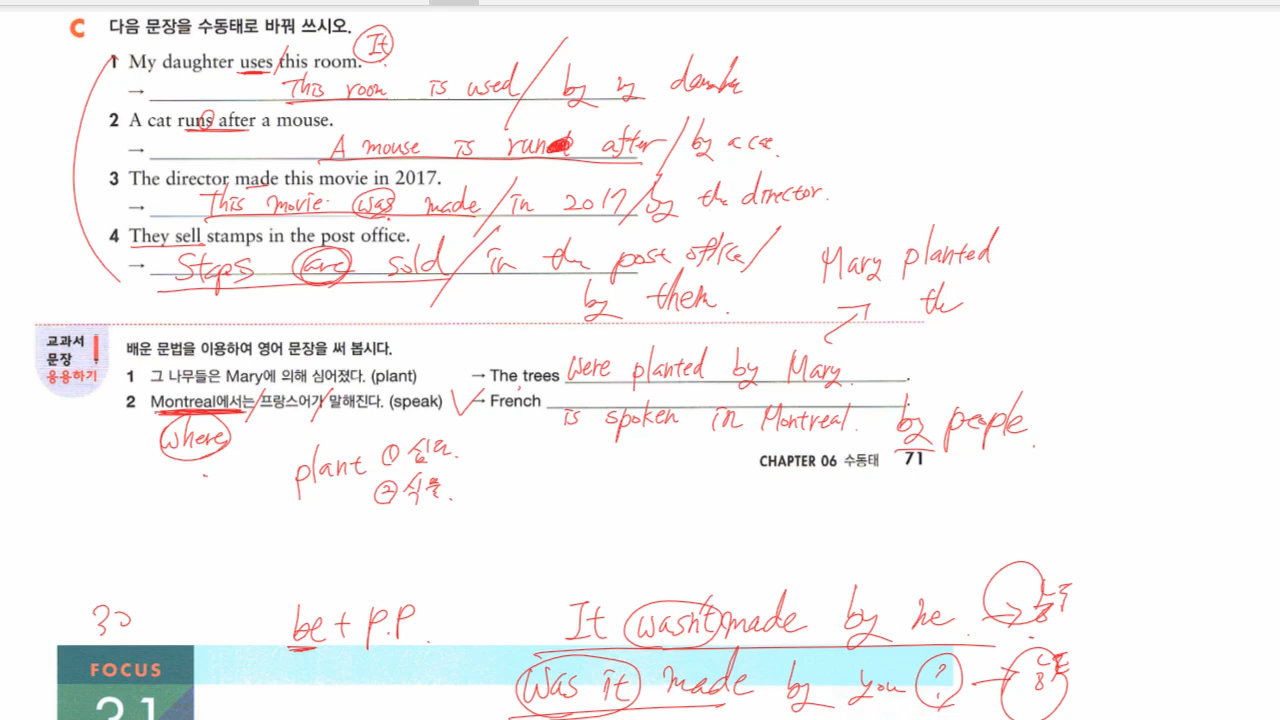 C 다음 문장을 수동태로 바꿔 쓰시오.
It
1 My daughter uses this room.
→ This room is used / by
2 A cat runs after a mouse.
→ A mouse is run after / by a
3 The director made this movie in 2017.
→ This movie was made / in 2017 / by the director.
4 They sell stamps in the post office.
→ Staps are sold / in the post office /
by them.
Mary planted
the
교과서
문장
응용하기
배운 문법을 이용하여 영어 문장을 써 봅시다.
1 그 나무들은 Mary에 의해 심어졌다. (plant) → The trees were planted by Mary.
2 Montreal에서는 / 프랑스어가 / 말해진다. (speak) → French
is spoken in Montreal. by people.
where
plant ① 심다.
② 식물.
CHAPTER 06 수동태 71
30
be + P.P.
It wasn't made by he. →
FOCUS
Was it made by you ? →
31